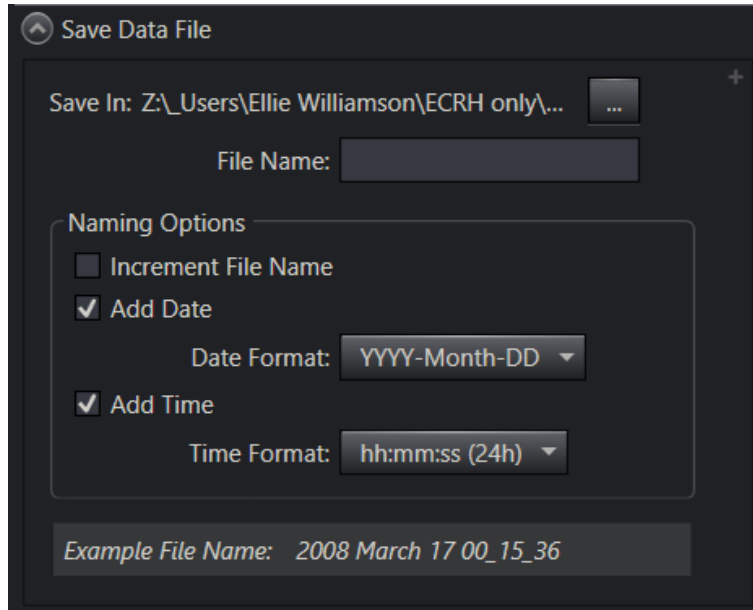 Save Data File
Save In: Z:\_Users\Ellie Williamson\ECRH only\... ...
File Name:
Naming Options
Increment File Name
Add Date
Date Format: YYYY-Month-DD
Add Time
Time Format: hh:mm:ss (24h)
Example File Name: 2008 March 17 00_15_36